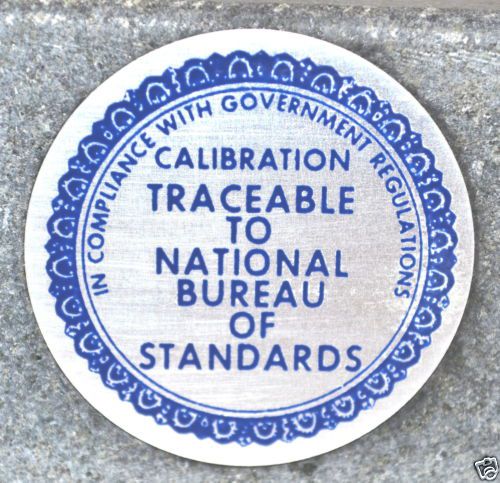 IN COMPLIANCE WITH GOVERNMENT REGULATIONS
CALIBRATION
TRACEABLE
TO
NATIONAL
BUREAU
OF
STANDARDS